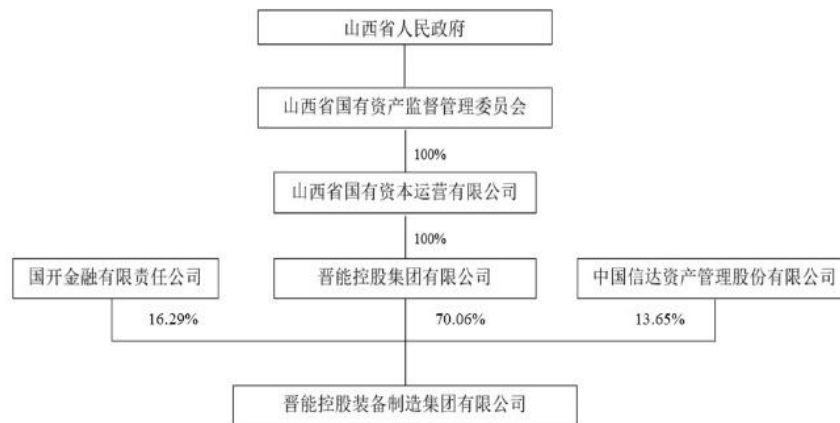 山西省人民政府
山西省国有资产监督管理委员会
100%
山西省国有资本运营有限公司
100%
国开金融有限责任公司
晋能控股集团有限公司
中国信达资产管理股份有限公司
16.29%
70.06%
13.65%
晋能控股装备制造集团有限公司